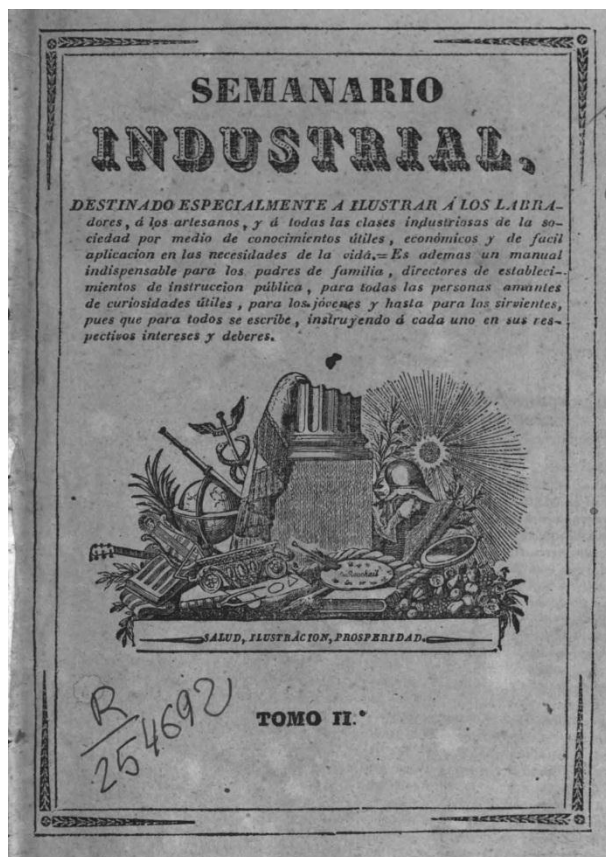 SEMANARIO
INDUSTRIAL,
DESTINADO ESPECIALMENTE A ILUSTRAR Á LOS LABRA-
dores, á los artesanos, y á todas las clases industriosas de la so-
ciedad por medio de conocimientos útiles, económicos y de facil
aplicacion en las necesidades de la vida.=Es ademas un manual
indispensable para los padres de familia, directores de estableci-
mientos de instruccion pública, para todas las personas amantes
de curiosidades útiles, para los jóvenes y hasta para los sirvientes,
pues que para todos se escribe, instruyendo á cada uno en sus res-
pectivos intereses y deberes.
SALUD, ILUSTRACION, PROSPERIDAD.
TOMO II.º
R
254692